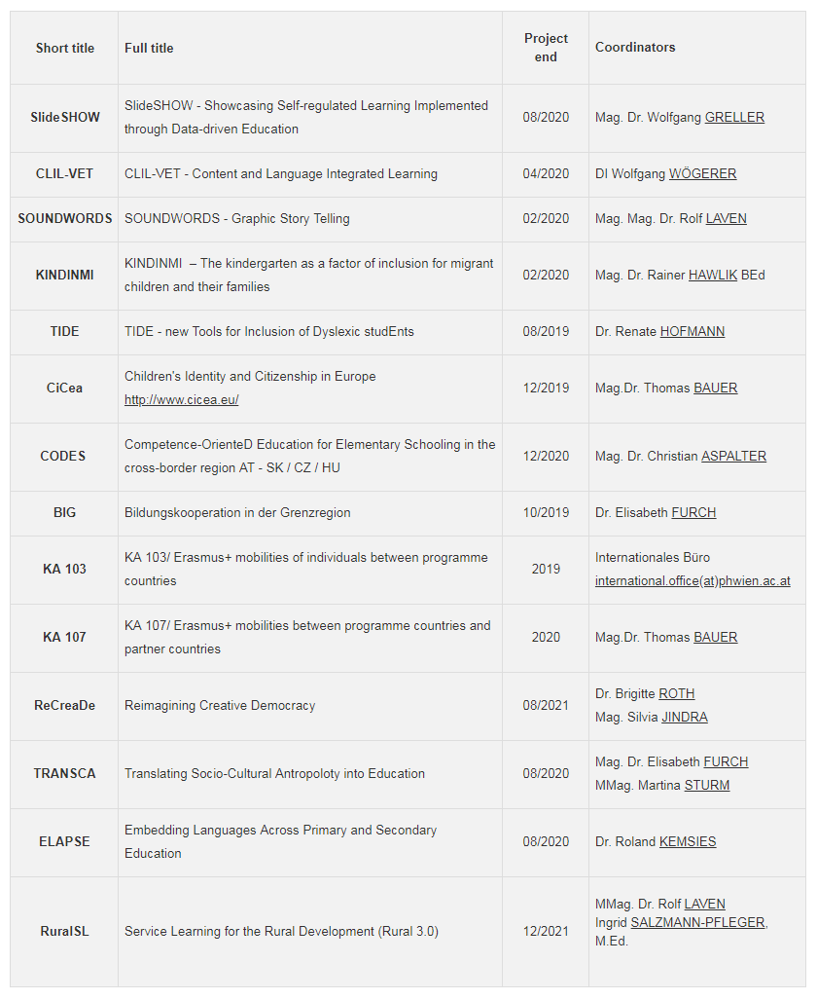 Short title Full title Project end Coordinators
SlideSHOW SlideSHOW - Showcasing Self-regulated Learning Implemented through Data-driven Education 08/2020 Mag. Dr. Wolfgang GRELLER
CLIL-VET CLIL-VET - Content and Language Integrated Learning 04/2020 DI Wolfgang WÖGERER
SOUNDWORDS SOUNDWORDS - Graphic Story Telling 02/2020 Mag. Mag. Dr. Rolf LAVEN
KINDINMI KINDINMI – The kindergarten as a factor of inclusion for migrant children and their families 02/2020 Mag. Dr. Rainer HAWLIK BEd
TIDE TIDE - new Tools for Inclusion of Dyslexic studEnts 08/2019 Dr. Renate HOFMANN
CiCea Children's Identity and Citizenship in Europe http://www.cicea.eu/ 12/2019 Mag.Dr. Thomas BAUER
CODES Competence-OrienteD Education for Elementary Schooling in the cross-border region AT - SK / CZ / HU 12/2020 Mag. Dr. Christian ASPALTER
BIG Bildungskooperation in der Grenzregion 10/2019 Dr. Elisabeth FURCH
KA 103 KA 103/ Erasmus+ mobilities of individuals between programme countries 2019 Internationales Büro international.office(at)phwien.ac.at
KA 107 KA 107/ Erasmus+ mobilities between programme countries and partner countries 2020 Mag.Dr. Thomas BAUER
ReCreaDe Reimagining Creative Democracy 08/2021 Dr. Brigitte ROTH Mag. Silvia JINDRA
TRANSCA Translating Socio-Cultural Antropoloty into Education 08/2020 Mag. Dr. Elisabeth FURCH MMag. Martina STURM
ELAPSE Embedding Languages Across Primary and Secondary Education 08/2020 Dr. Roland KEMSIES
RuralSL Service Learning for the Rural Development (Rural 3.0) 12/2021 MMag. Dr. Rolf LAVEN Ingrid SALZMANN-PFLEGER, M.Ed.